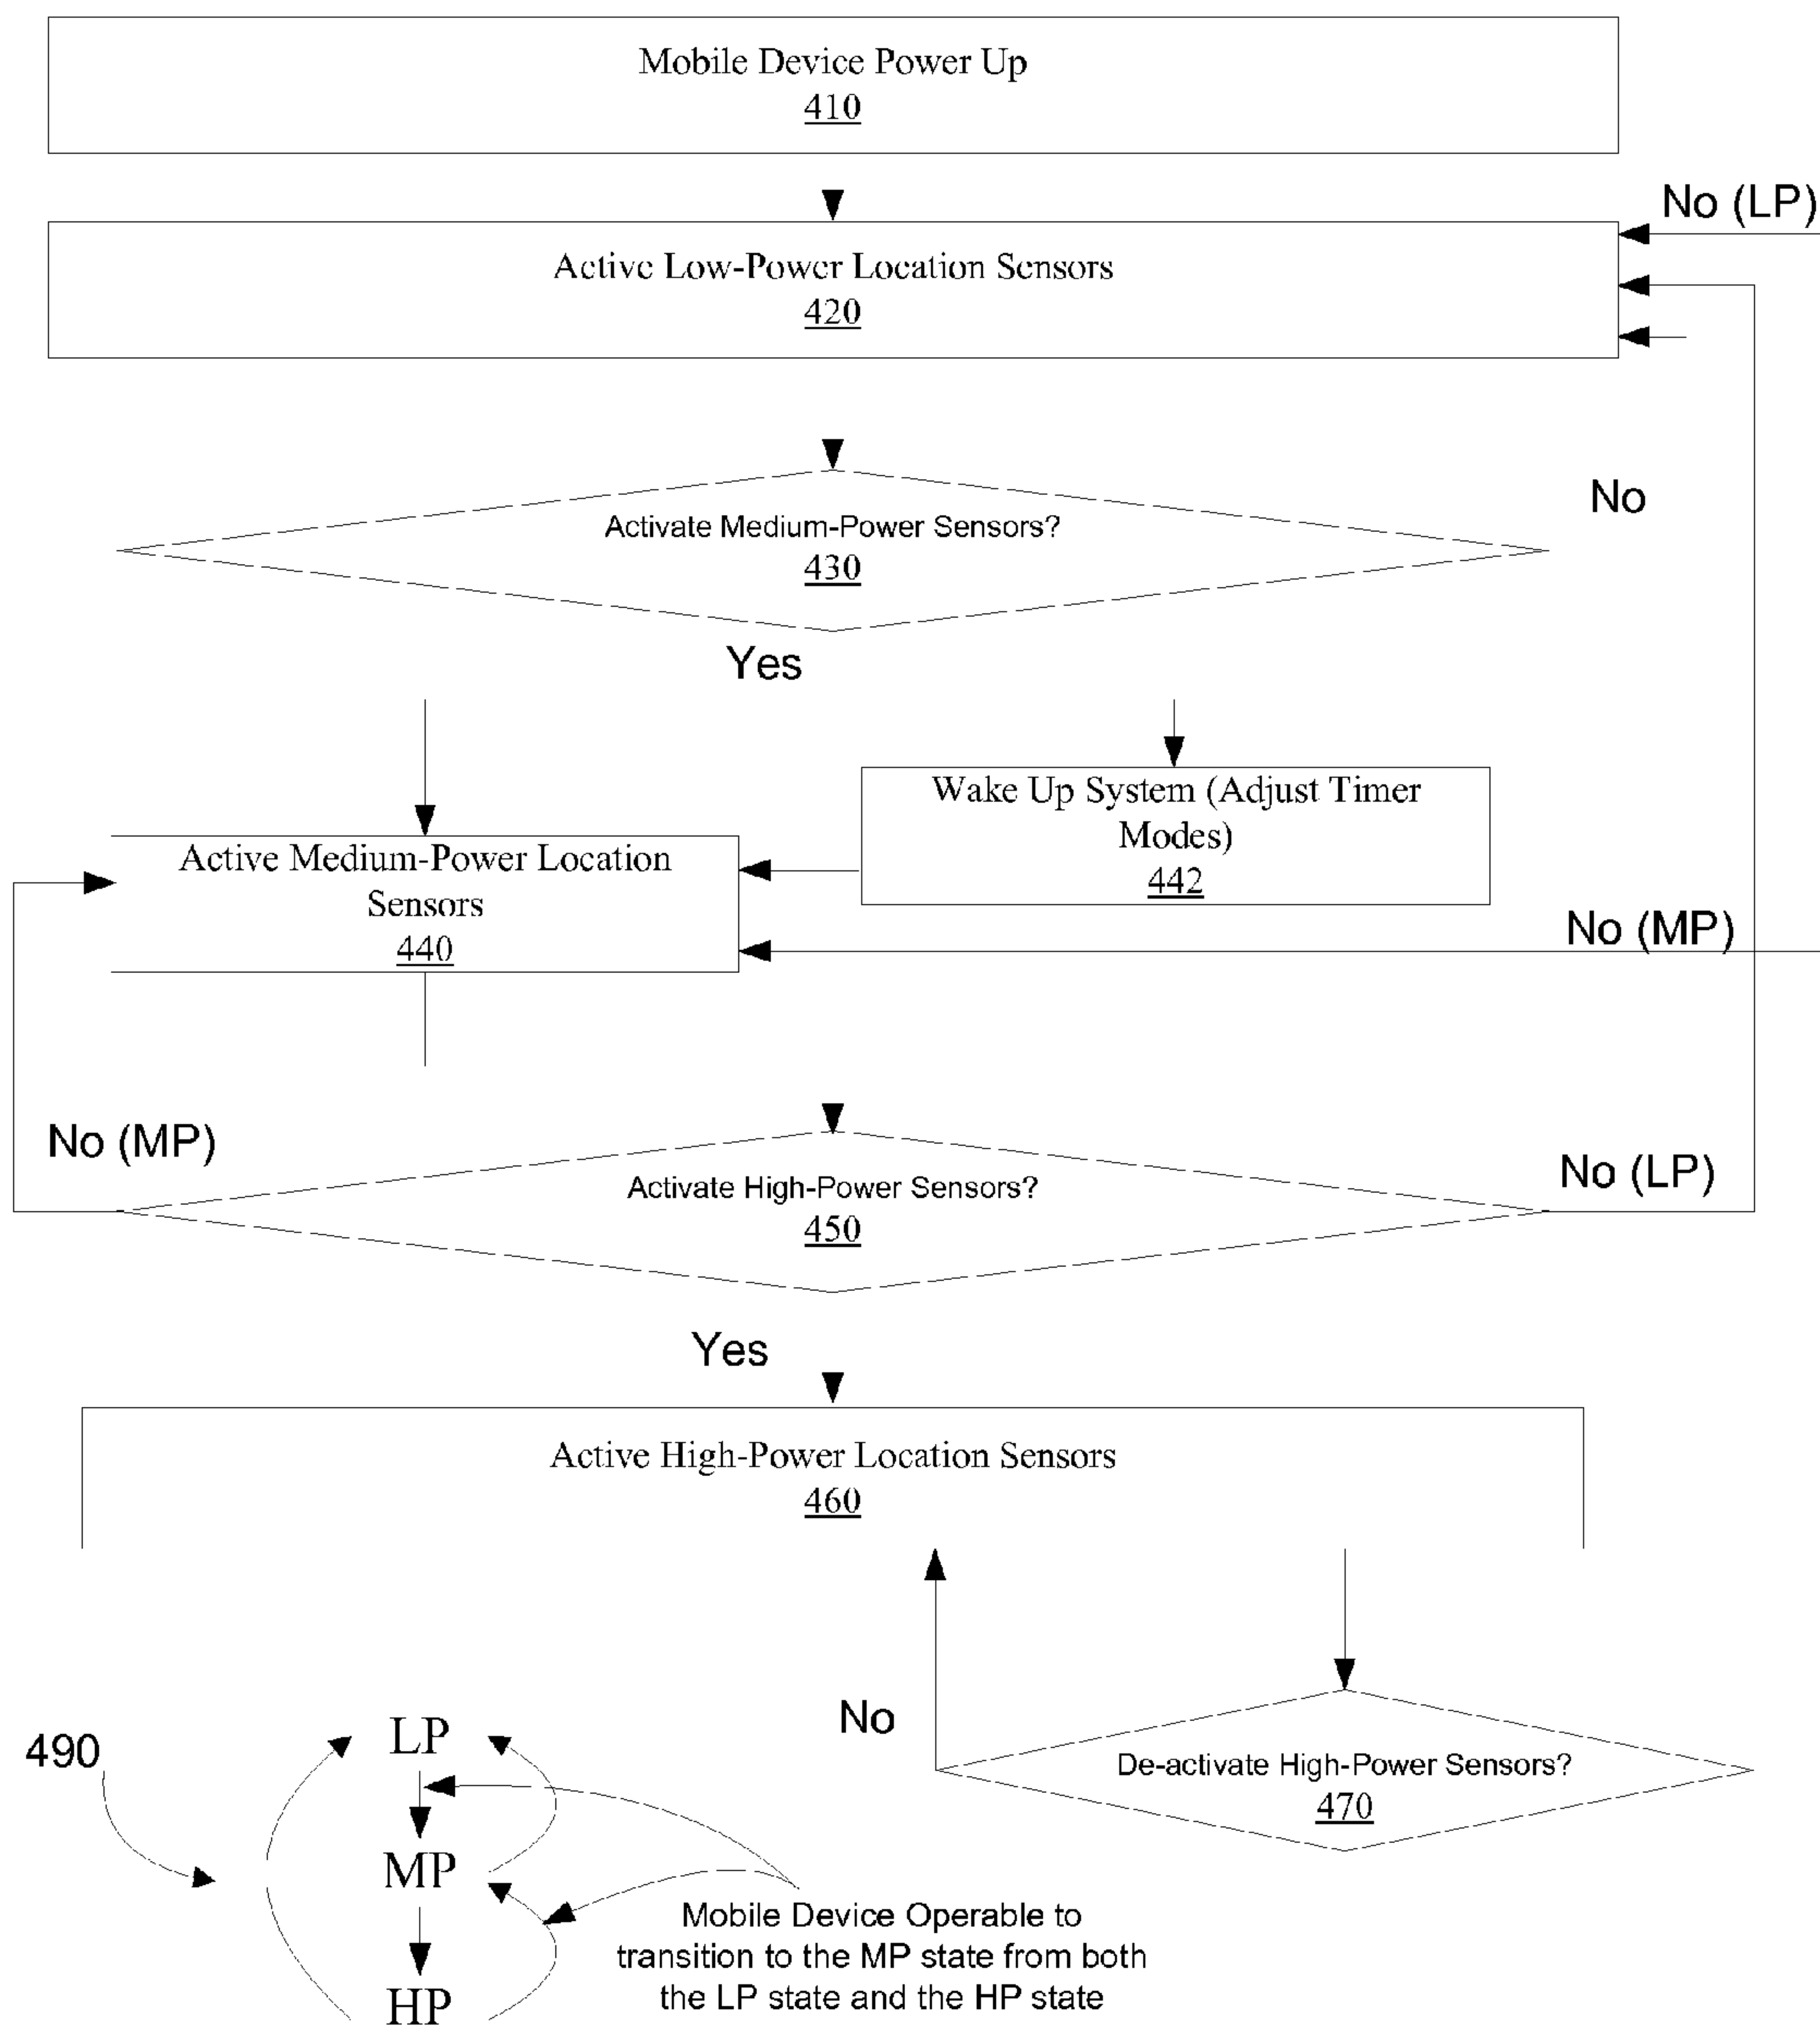 Mobile Device Power Up
410
No (LP)
Active Low-Power Location Sensors
420
No
Activate Medium-Power Sensors?
430
Yes
Wake Up System (Adjust Timer
Modes)
442
Active Medium-Power Location
Sensors
440
No (MP)
No (MP)
No (LP)
Activate High-Power Sensors?
450
Yes
Active High-Power Location Sensors
460
No
De-activate High-Power Sensors?
470
490
LP
MP
HP
Mobile Device Operable to
transition to the MP state from both
the LP state and the HP state